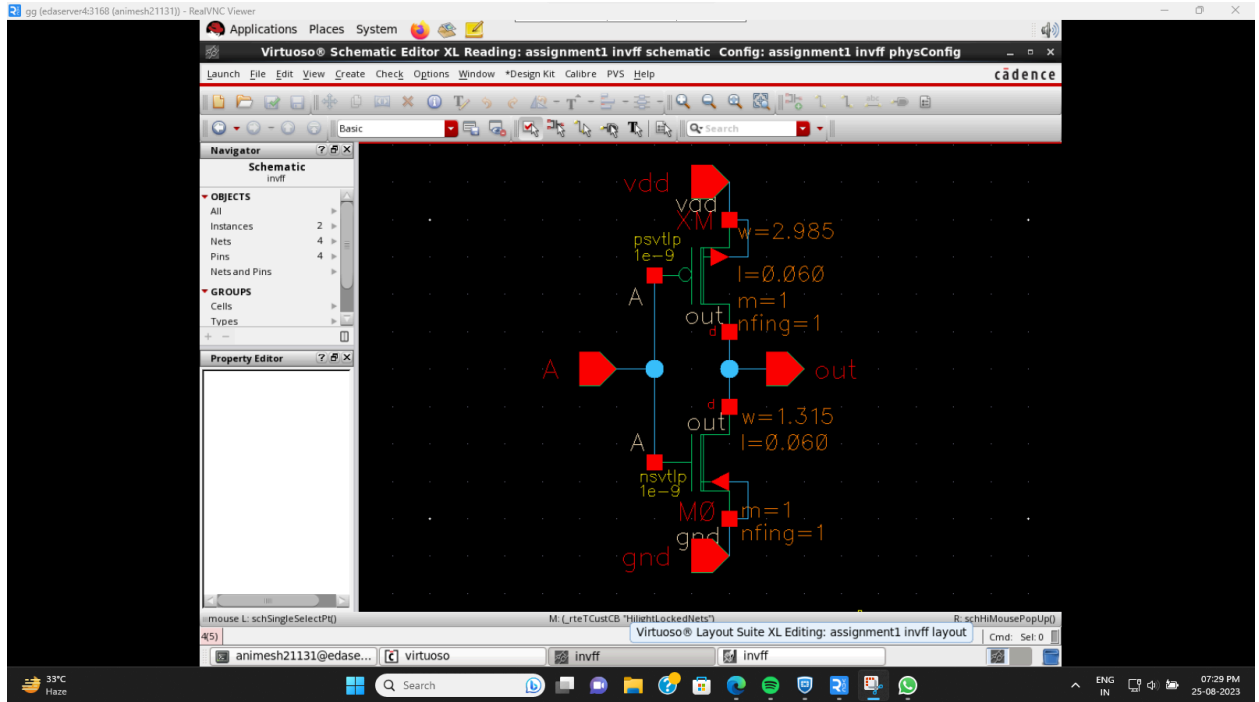 gg (edaserver4:3168 (animesh21131)) - RealVNC Viewer
Applications Places System
Virtuoso® Schematic Editor XL Reading: assignment1 invff schematic Config: assignment1 invff physConfig
Launch File Edit View Create Check Options Window *Design Kit Calibre PVS Help
cādence
Basic
Search
Navigator
Schematic
invff
OBJECTS
All
Instances 2
Nets 4
Pins 4
Nets and Pins
GROUPS
Cells
Types
Property Editor
vdd
vdd
XM
w=2.985
psvtlp
1e-9
l=0.060
A
m=1
out
nfing=1
d
A
out
d
w=1.315
out
A
l=0.060
nsvtlp
1e-9
M0
m=1
gnd
nfing=1
gnd
mouse L: schSingleSelectPt()
M: (_rteTCustCB "HilightLockedNets")
R: schHiMousePopUp()
4(5)
Virtuoso® Layout Suite XL Editing: assignment1 invff layout
Cmd: Sel: 0
animesh21131@edase...
virtuoso
invff
invff
33°C
Haze
Search
ENG
IN
07:29 PM
25-08-2023